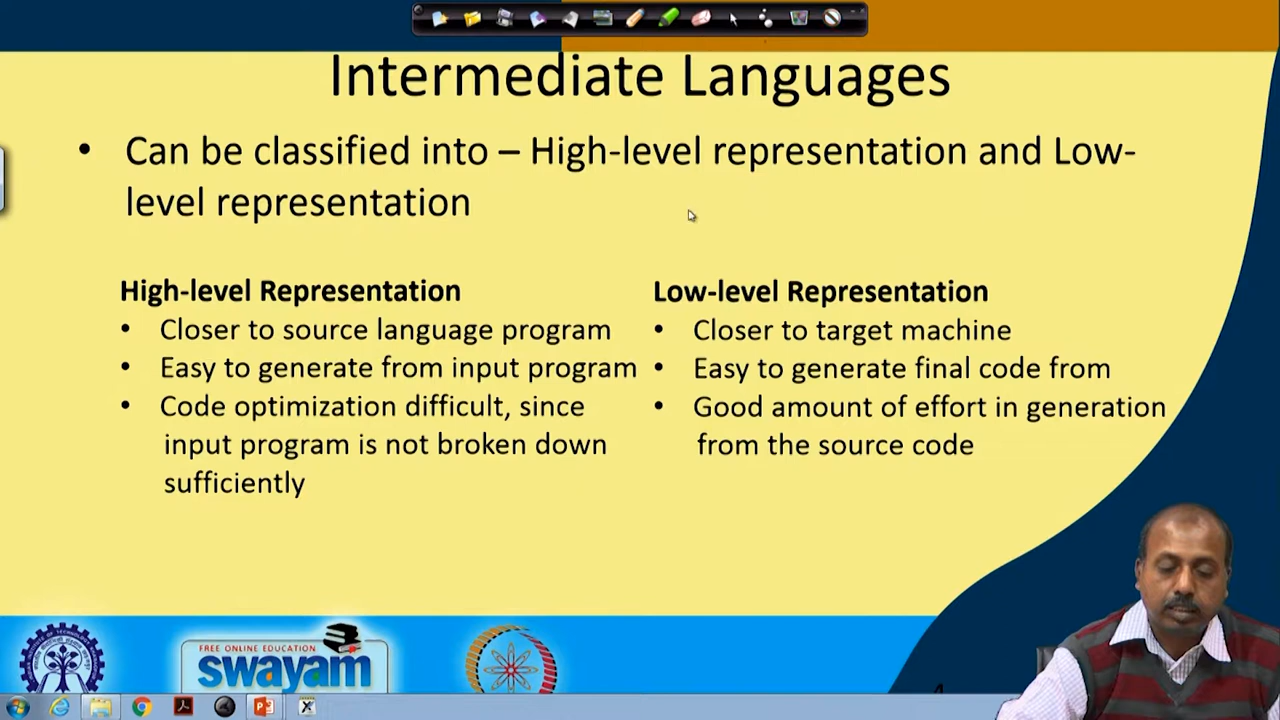 Intermediate Languages
• Can be classified into – High-level representation and Low-
level representation
High-level Representation
• Closer to source language program
• Easy to generate from input program
• Code optimization difficult, since
input program is not broken down
sufficiently
Low-level Representation
• Closer to target machine
• Easy to generate final code from
• Good amount of effort in generation
from the source code
FREE ONLINE EDUCATION
swayam